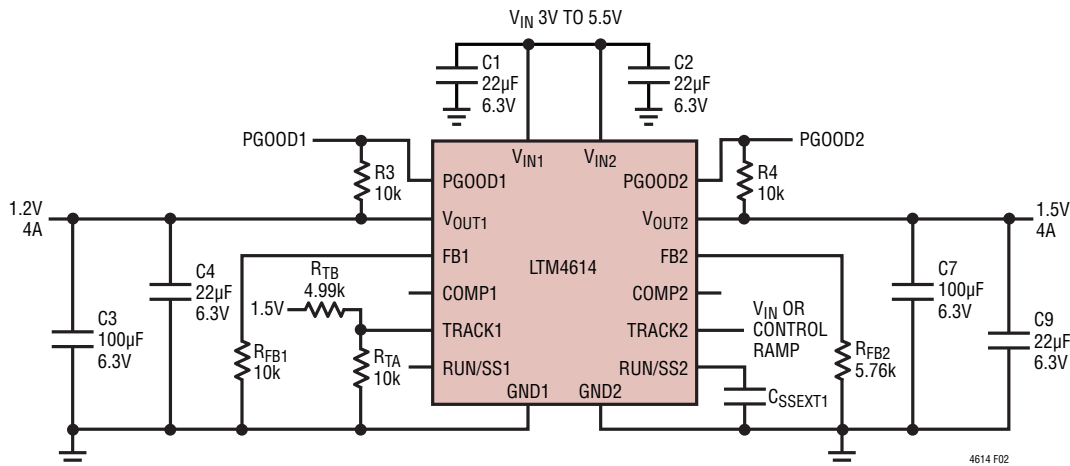 VIN 3V TO 5.5V
C1
22µF
6.3V
C2
22µF
6.3V
PGOOD1
PGOOD2
R3
10k
R4
10k
VIN1
VIN2
PGOOD1
PGOOD2
1.2V
4A
VOUT1
VOUT2
1.5V
4A
FB1
FB2
LTM4614
C4
22µF
6.3V
RTB
4.99k
1.5V
COMP1
COMP2
C7
100µF
6.3V
C3
100µF
6.3V
TRACK1
TRACK2
VIN OR
CONTROL
RAMP
C9
22µF
6.3V
RFB1
10k
RTA
10k
RUN/SS1
RUN/SS2
RFB2
5.76k
GND1
GND2
CSSEXT1
4614 F02